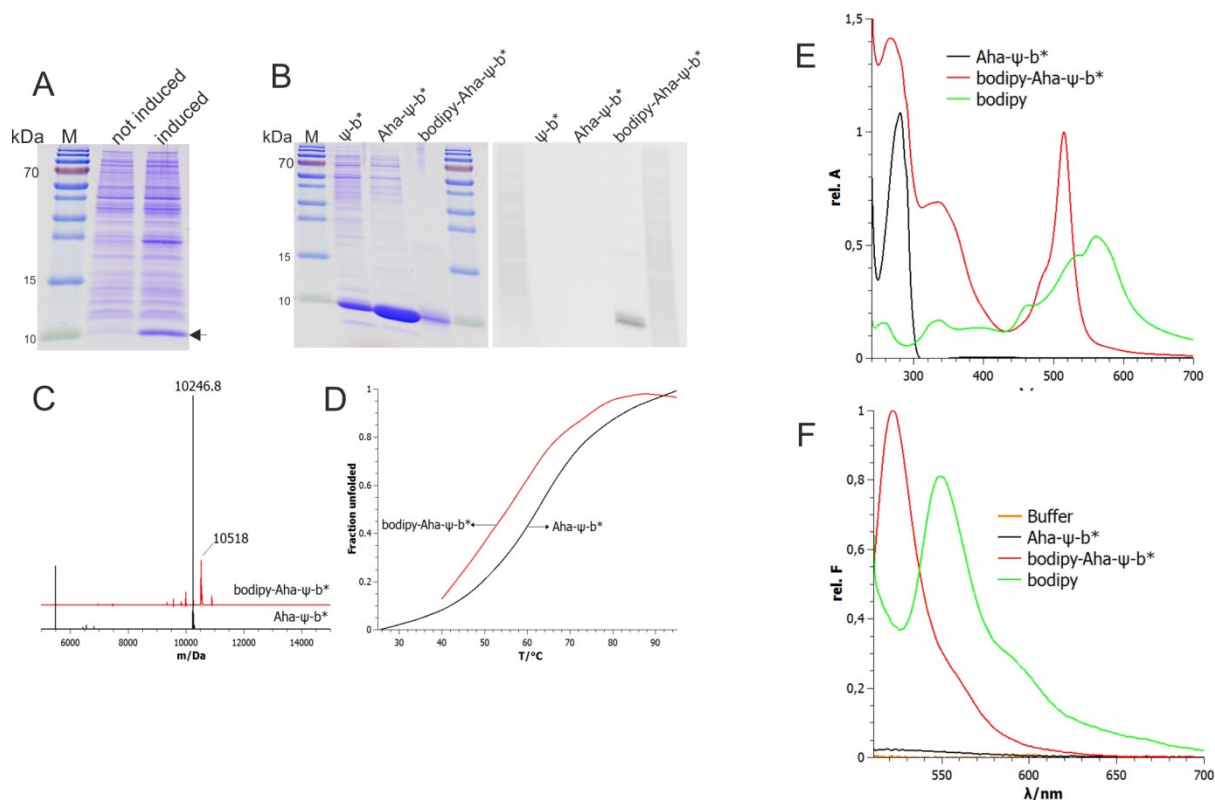 A
kDa
M
not induced
induced
70
15
10
B
kDa
M
ψ-b*
Aha-ψ-b*
bodipy-Aha-ψ-b*
ψ-b*
Aha-ψ-b*
bodipy-Aha-ψ-b*
70
15
10
C
10246.8
10518
bodipy-Aha-ψ-b*
Aha-ψ-b*
6000 8000 10000 12000 14000
m/Da
D
Fraction unfolded
1
0.8
0.6
0.4
0.2
0
bodipy-Aha-ψ-b*
Aha-ψ-b*
30 40 50 60 70 80 90
T/°C
E
rel. A
1,5
1
0,5
0
Aha-ψ-b*
bodipy-Aha-ψ-b*
bodipy
300 400 500 600 700
F
rel. F
1
0,8
0,6
0,4
0,2
0
Buffer
Aha-ψ-b*
bodipy-Aha-ψ-b*
bodipy
550 600 650 700
λ/nm